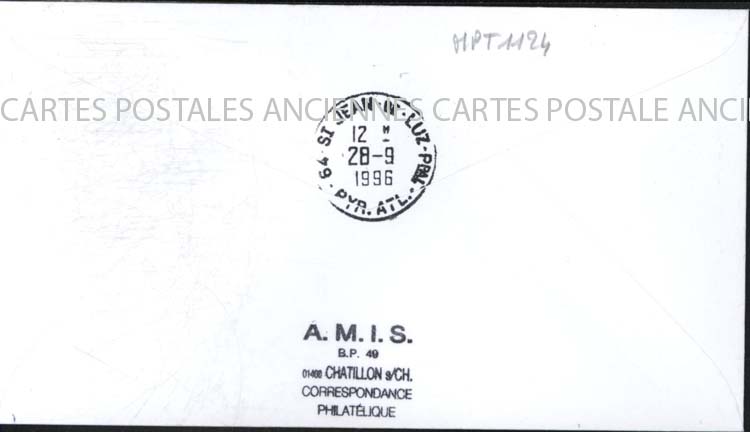 MPT1124
CARTES POSTALES ANCIENNES CARTES POSTALES ANCI
64 ST JEAN-DE-LUZ-PPAL
12 H
28-9
1996
PYR. ATL.
A. M. I. S.
B.P. 49
01400 CHATILLON s/CH.
CORRESPONDANCE
PHILATÉLIQUE